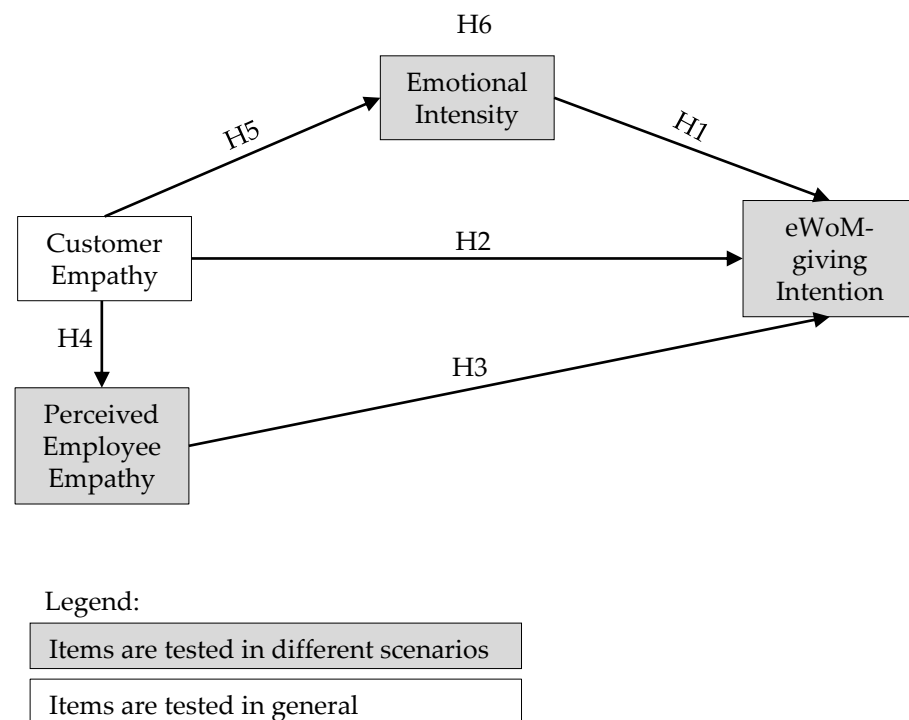 H6
Emotional
Intensity
H5
H1
Customer
Empathy
H2
eWoM-
giving
Intention
H4
H3
Perceived
Employee
Empathy
Legend:
Items are tested in different scenarios
Items are tested in general